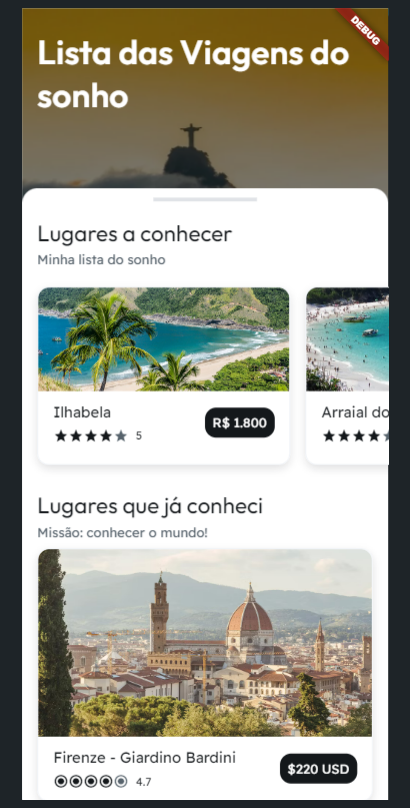 DEBUG
Lista das Viagens do
sonho
Lugares a conhecer
Minha lista do sonho
Ilhabela
5
R$ 1.800
Arraial do
Lugares que já conheci
Missão: conhecer o mundo!
Firenze - Giardino Bardini
4.7
$220 USD